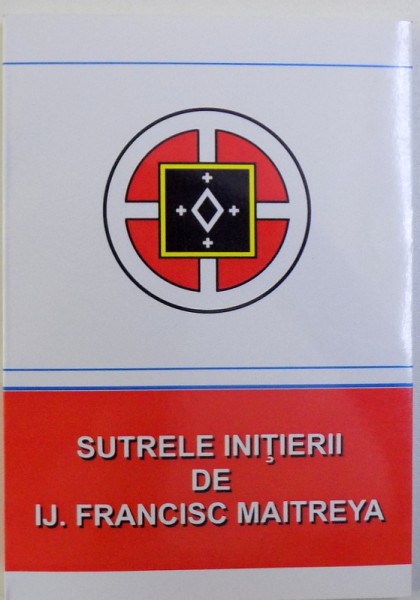 SUTRELE INIŢIERII
DE
IJ. FRANCISC MAITREYA